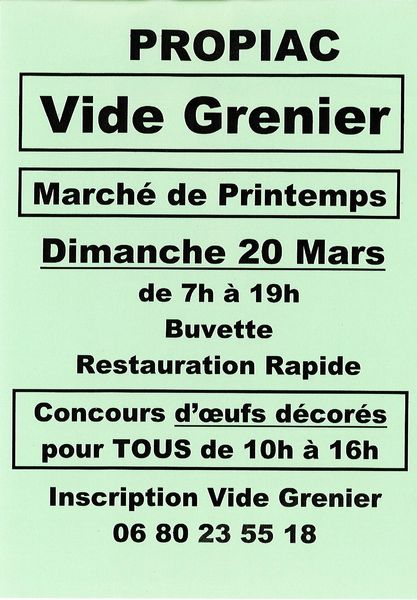 PROPIAC
Vide Grenier
Marché de Printemps
Dimanche 20 Mars
de 7h à 19h
Buvette
Restauration Rapide
Concours d'œufs décorés
pour TOUS de 10h à 16h
Inscription Vide Grenier
06 80 23 55 18